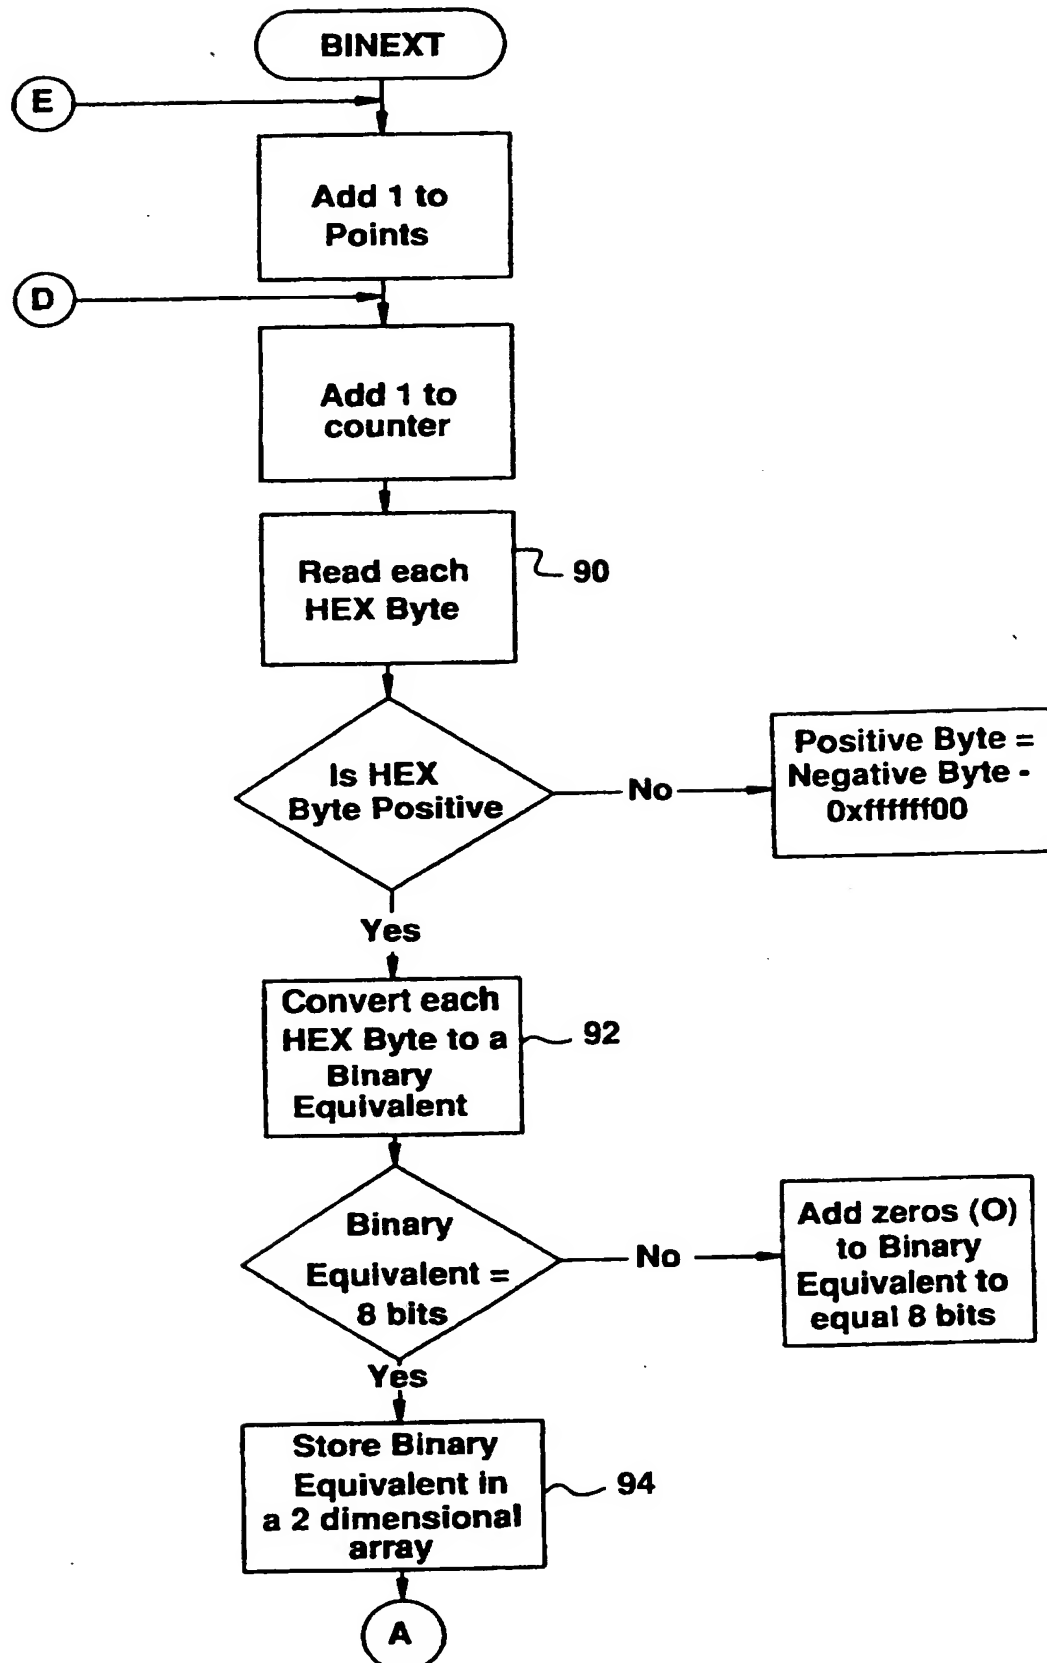 BINEXT
E
Add 1 to
Points
D
Add 1 to
counter
Read each
HEX Byte
90
Is HEX
Byte Positive
No
Positive Byte =
Negative Byte -
0xffffff00
Yes
Convert each
HEX Byte to a
Binary
Equivalent
92
Binary
Equivalent =
8 bits
No
Add zeros (O)
to Binary
Equivalent to
equal 8 bits
Yes
Store Binary
Equivalent in
a 2 dimensional
array
94
A